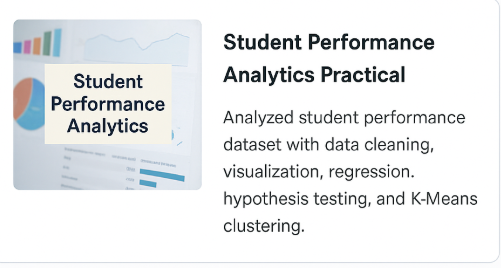 Student
Performance
Analytics
Student Performance
Analytics Practical
Analyzed student performance
dataset with data cleaning,
visualization, regression.
hypothesis testing, and K-Means
clustering.